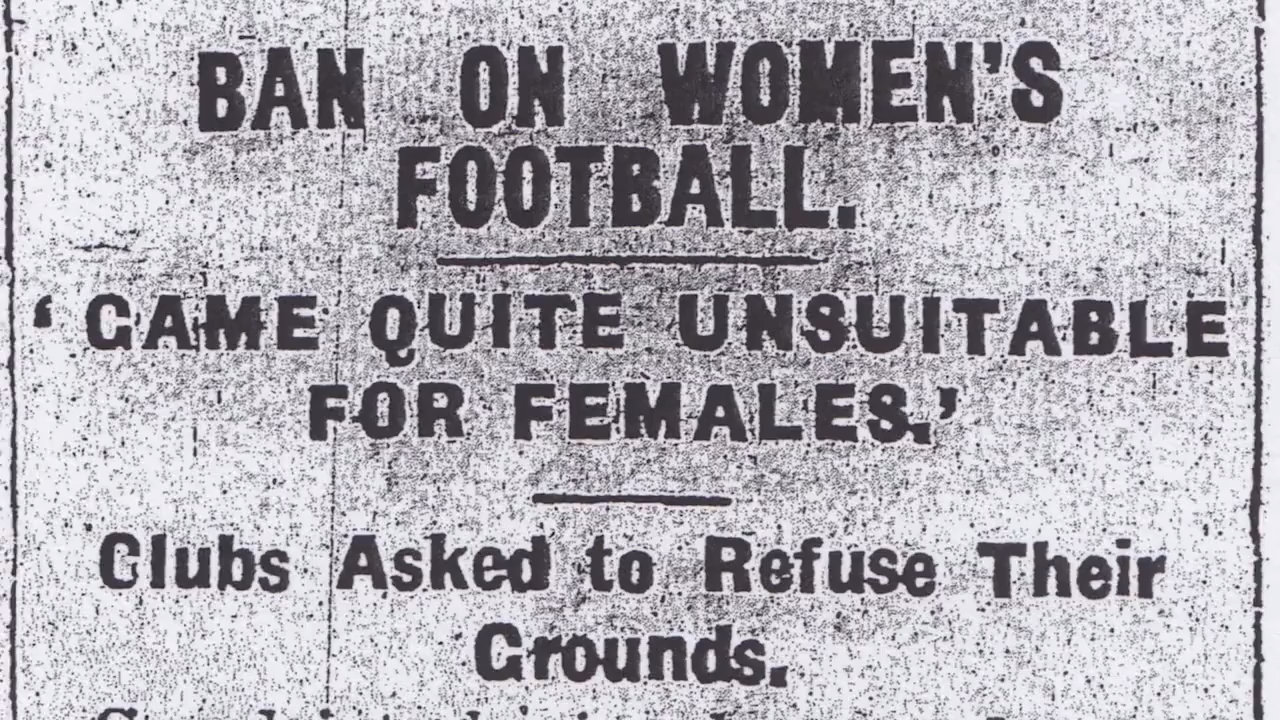 BAN ON WOMEN'S
FOOTBALL.
‘ GAME QUITE UNSUITABLE
FOR FEMALES.’
Clubs Asked to Refuse Their
Grounds.